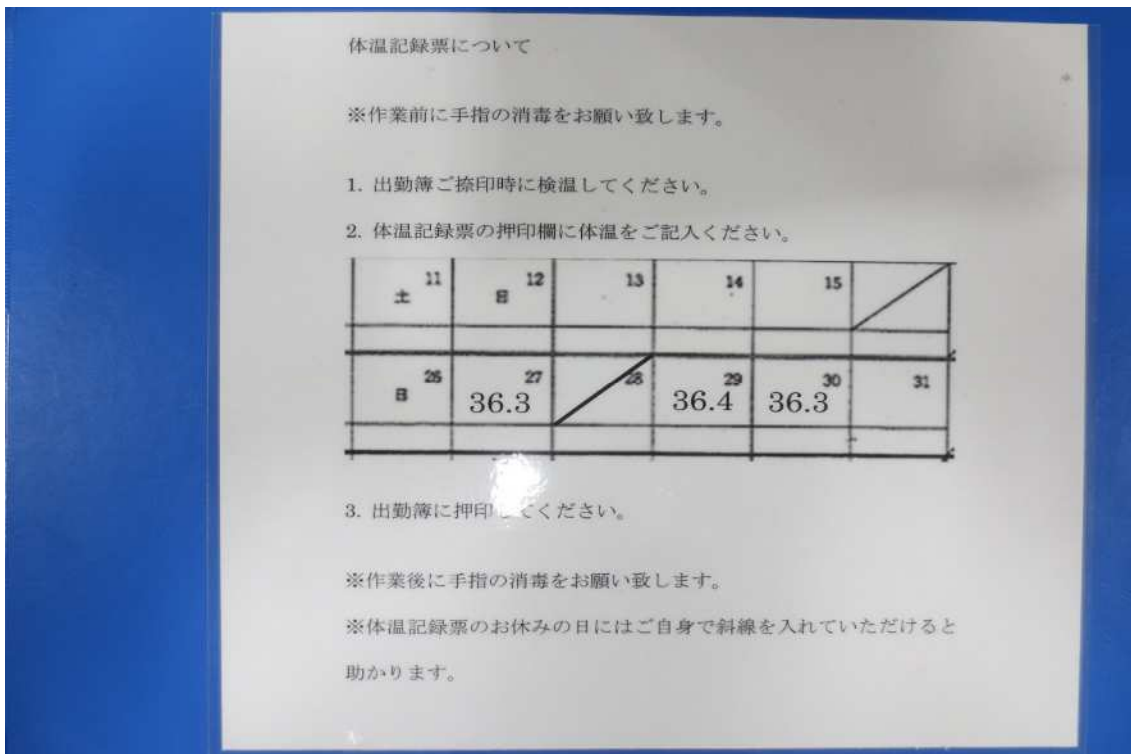 体温記録票について
※作業前に手指の消毒をお願い致します。
1. 出勤簿ご捺印時に検温してください。
2. 体温記録票の押印欄に体温をご記入ください。
土 11 日 12 13 14 15
日 26 27 28 29 30 31
36.3 36.4 36.3
3. 出勤簿に押印してください。
※作業後に手指の消毒をお願い致します。
※体温記録票のお休みの日にはご自身で斜線を入れていただけると
助かります。